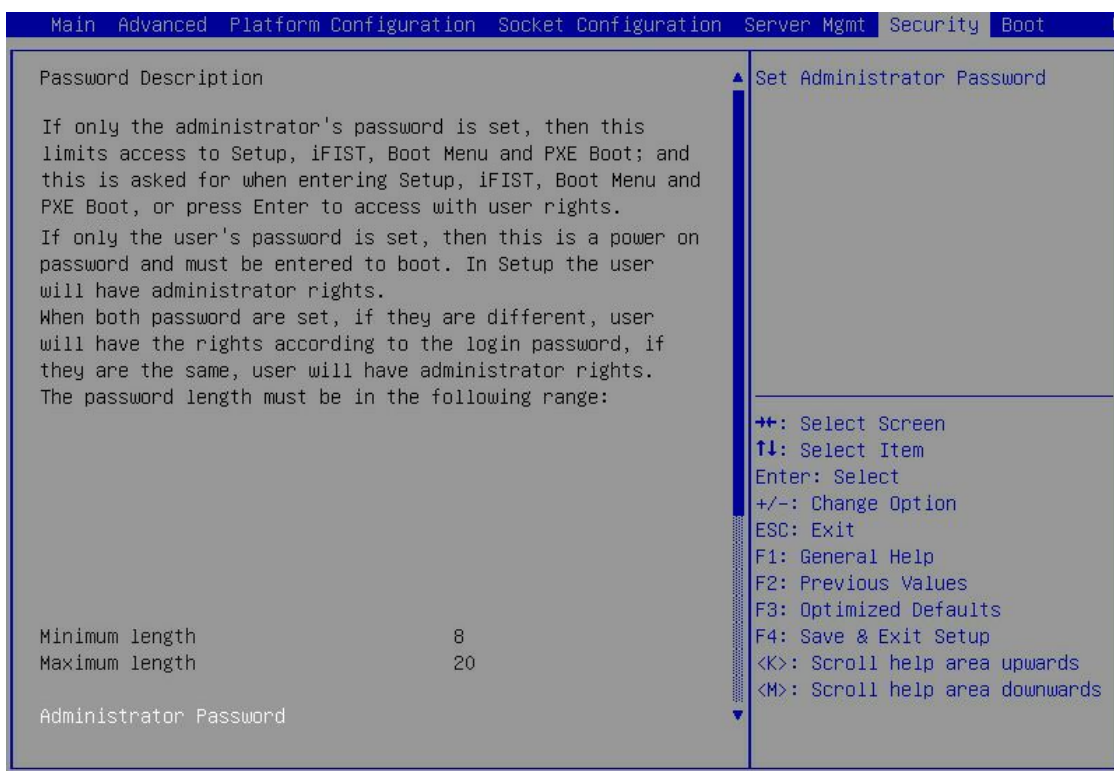 Main Advanced Platform Configuration Socket Configuration Server Mgmt Security Boot
Password Description
If only the administrator's password is set, then this
limits access to Setup, iFIST, Boot Menu and PXE Boot; and
this is asked for when entering Setup, iFIST, Boot Menu and
PXE Boot, or press Enter to access with user rights.
If only the user's password is set, then this is a power on
password and must be entered to boot. In Setup the user
will have administrator rights.
When both password are set, if they are different, user
will have the rights according to the login password, if
they are the same, user will have administrator rights.
The password length must be in the following range:
Minimum length 8
Maximum length 20
Administrator Password
Set Administrator Password
→←: Select Screen
↑↓: Select Item
Enter: Select
+/-: Change Option
ESC: Exit
F1: General Help
F2: Previous Values
F3: Optimized Defaults
F4: Save & Exit Setup
<K>: Scroll help area upwards
<M>: Scroll help area downwards